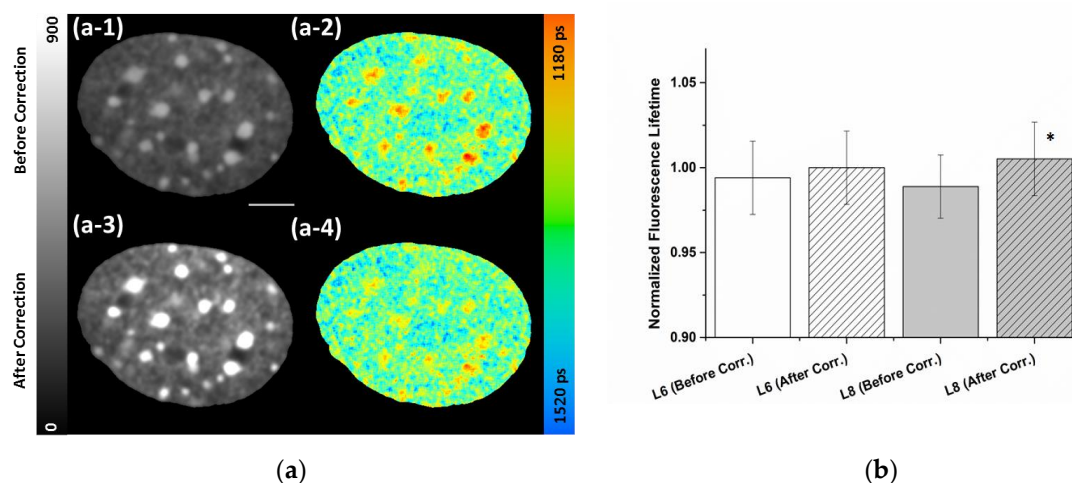 900
0
Before Correction
After Correction
(a-1)
(a-2)
(a-3)
(a-4)
1180 ps
1520 ps
(a)
Normalized Fluorescence Lifetime
1.05
1.00
0.95
0.90
*
L6 (Before Corr.)
L6 (After Corr.)
L8 (Before Corr.)
L8 (After Corr.)
(b)